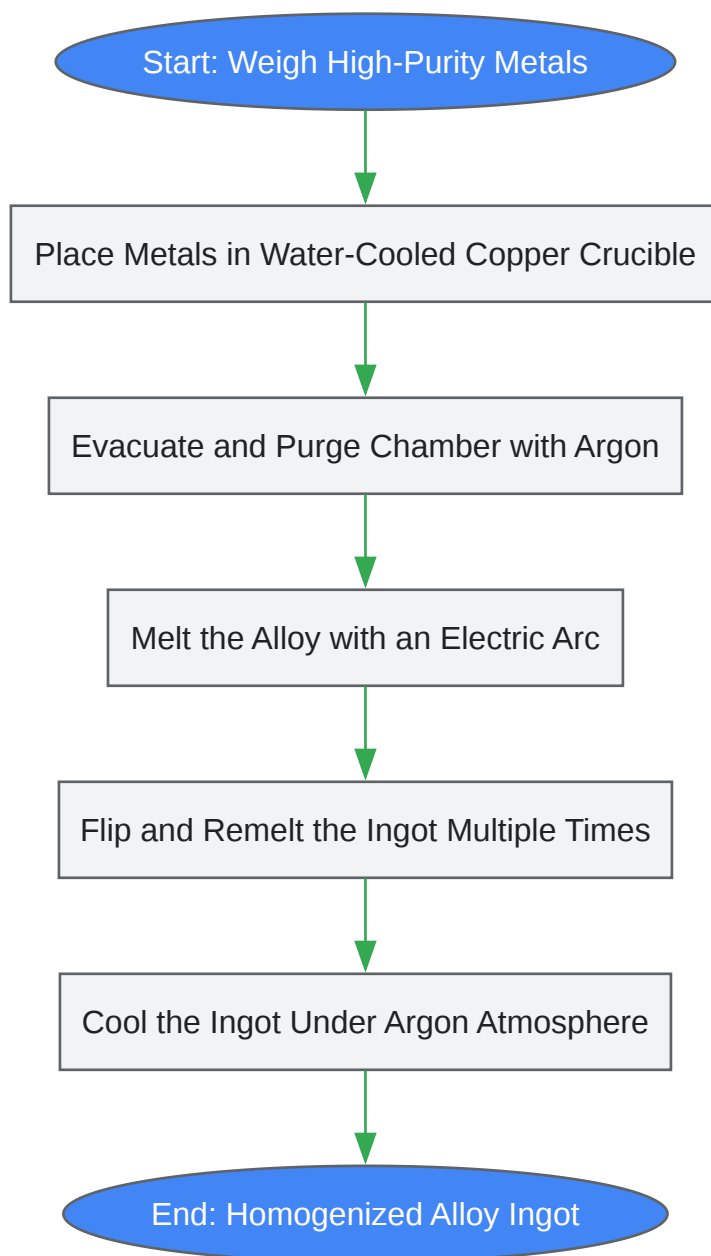 Start: Weigh High-Purity Metals
Place Metals in Water-Cooled Copper Crucible
Evacuate and Purge Chamber with Argon
Melt the Alloy with an Electric Arc
Flip and Remelt the Ingot Multiple Times
Cool the Ingot Under Argon Atmosphere
End: Homogenized Alloy Ingot